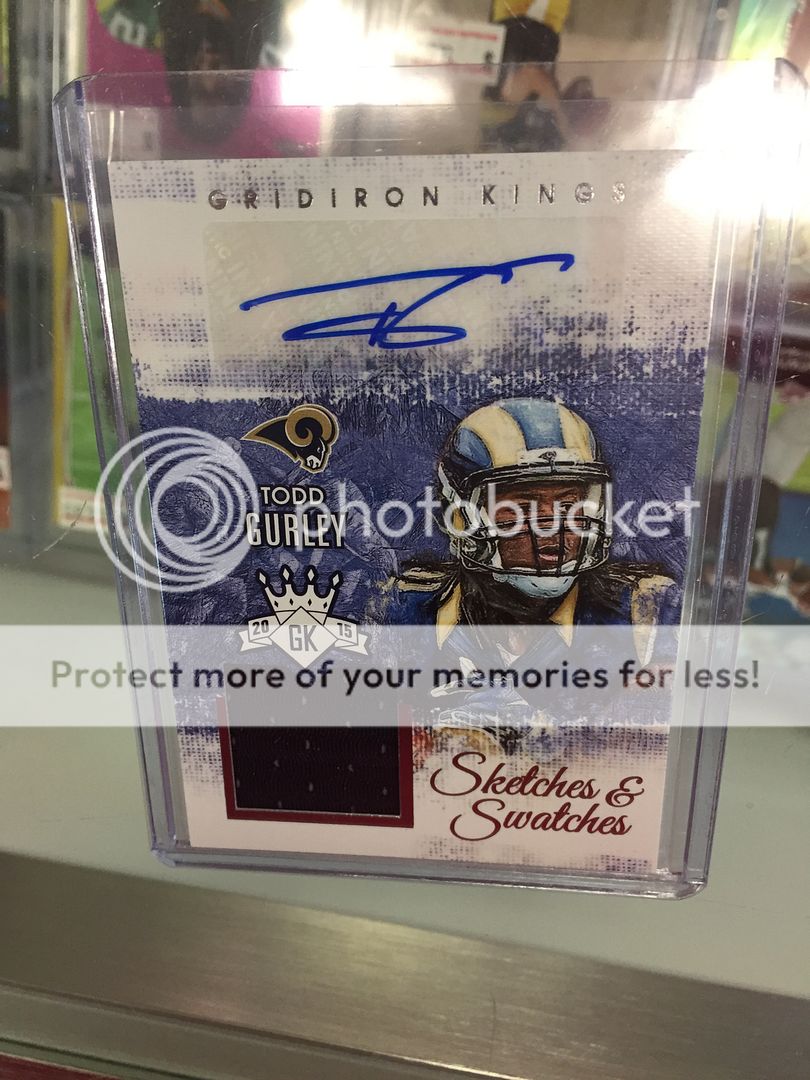 GRIDIRON KINGS
TODD
GURLEY
photobucket
20 GK 15
Protect more of your memories for less!
Sketches &
Swatches